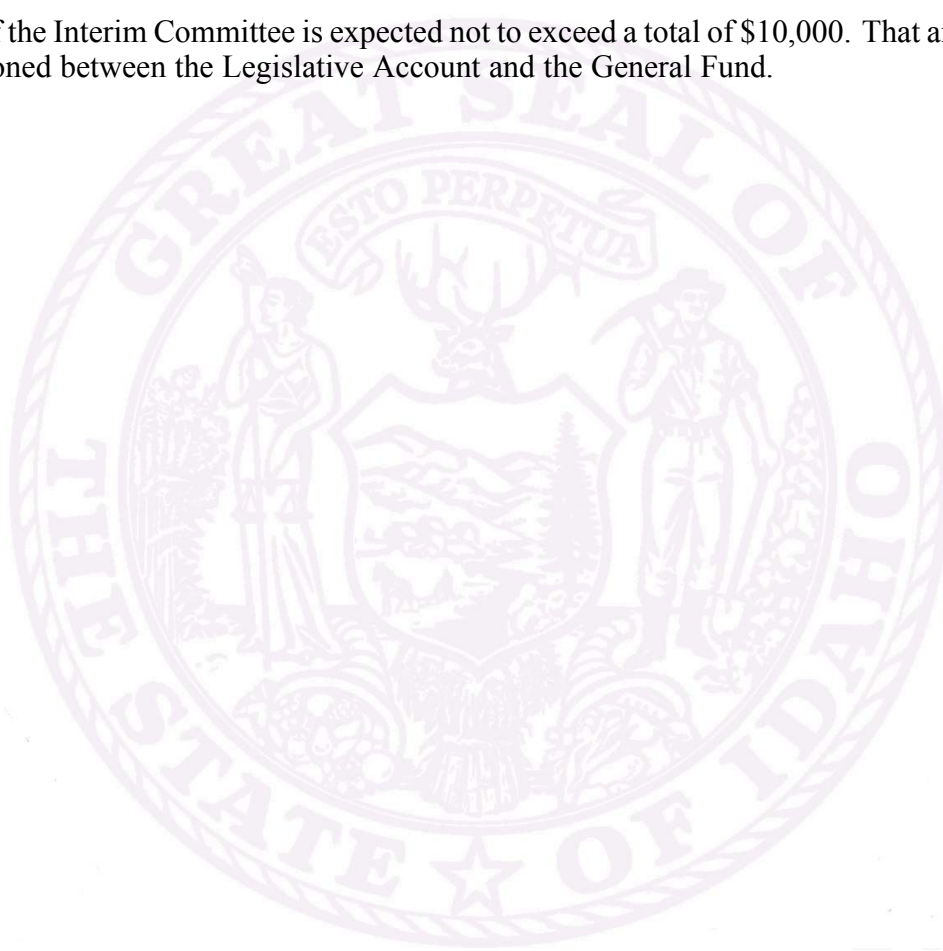 f the Interim Committee is expected not to exceed a total of $10,000. That a
oned between the Legislative Account and the General Fund.
GREAT SEAL OF
ESTO PERPETUA
THE STATE OF IDAHO